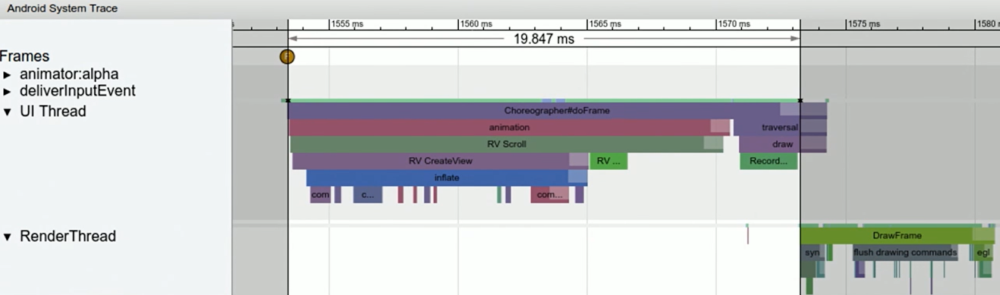 Android System Trace
s 1555 ms 1560 ms 1565 ms 1570 ms 1575 ms 1580
19.847 ms
Frames
F
animator:alpha
deliverInputEvent
UI Thread
Choreographer#doFrame
animation traversal
RV Scroll draw
RV CreateView RV ... Record...
inflate
com c... com...
RenderThread
DrawFrame
syn flush drawing commands egl